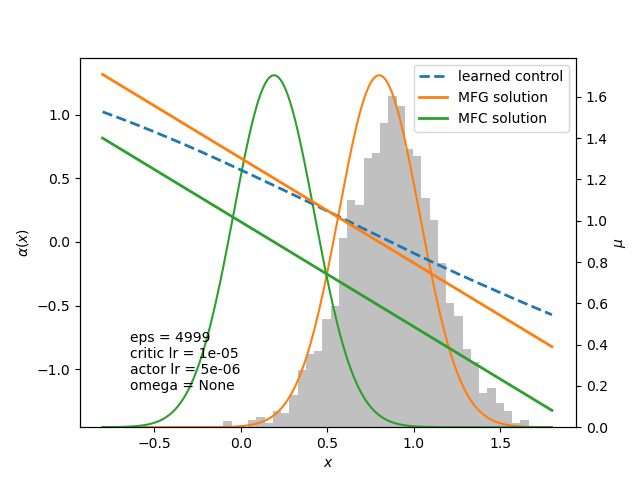 learned control
MFG solution
MFC solution
eps = 4999
critic lr = 1e-05
actor lr = 5e-06
omega = None
α(x)
1.0
0.5
0.0
−0.5
−1.0
−0.5
0.0
0.5
1.0
1.5
x
1.6
1.4
1.2
1.0
0.8
0.6
0.4
0.2
0.0
μ